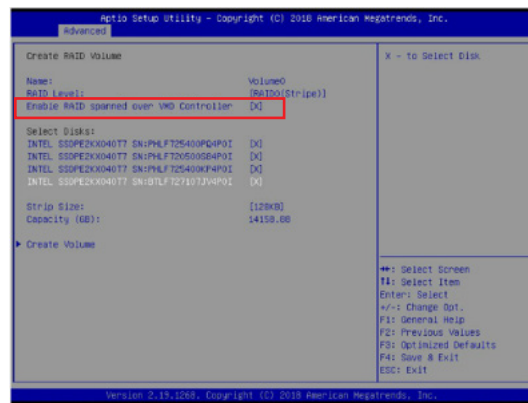 Aptio Setup Utility – Copyright (C) 2018 American Megatrends, Inc.
Advanced
Create RAID Volume
Name: Volume0
RAID Level: [RAID0(Stripe)]
Enable RAID spanned over VMD Controller [X]
Select Disks:
INTEL SSDPE2KX040T7 SN:PHLF725400PQ4P0I [X]
INTEL SSDPE2KX040T7 SN:PHLF720500S84P0I [X]
INTEL SSDPE2KX040T7 SN:PHLF725400KP4P0I [X]
INTEL SSDPE2KX040T7 SN:BTLF727107JV4P0I [X]
Strip Size: [128KB]
Capacity (GB): 14158.08
Create Volume
X - to Select Disk
: Select Screen
: Select Item
Enter: Select
+/-: Change Opt.
F1: General Help
F2: Previous Values
F3: Optimized Defaults
F4: Save & Exit
ESC: Exit
Version 2.19.1268. Copyright (C) 2018 American Megatrends, Inc.